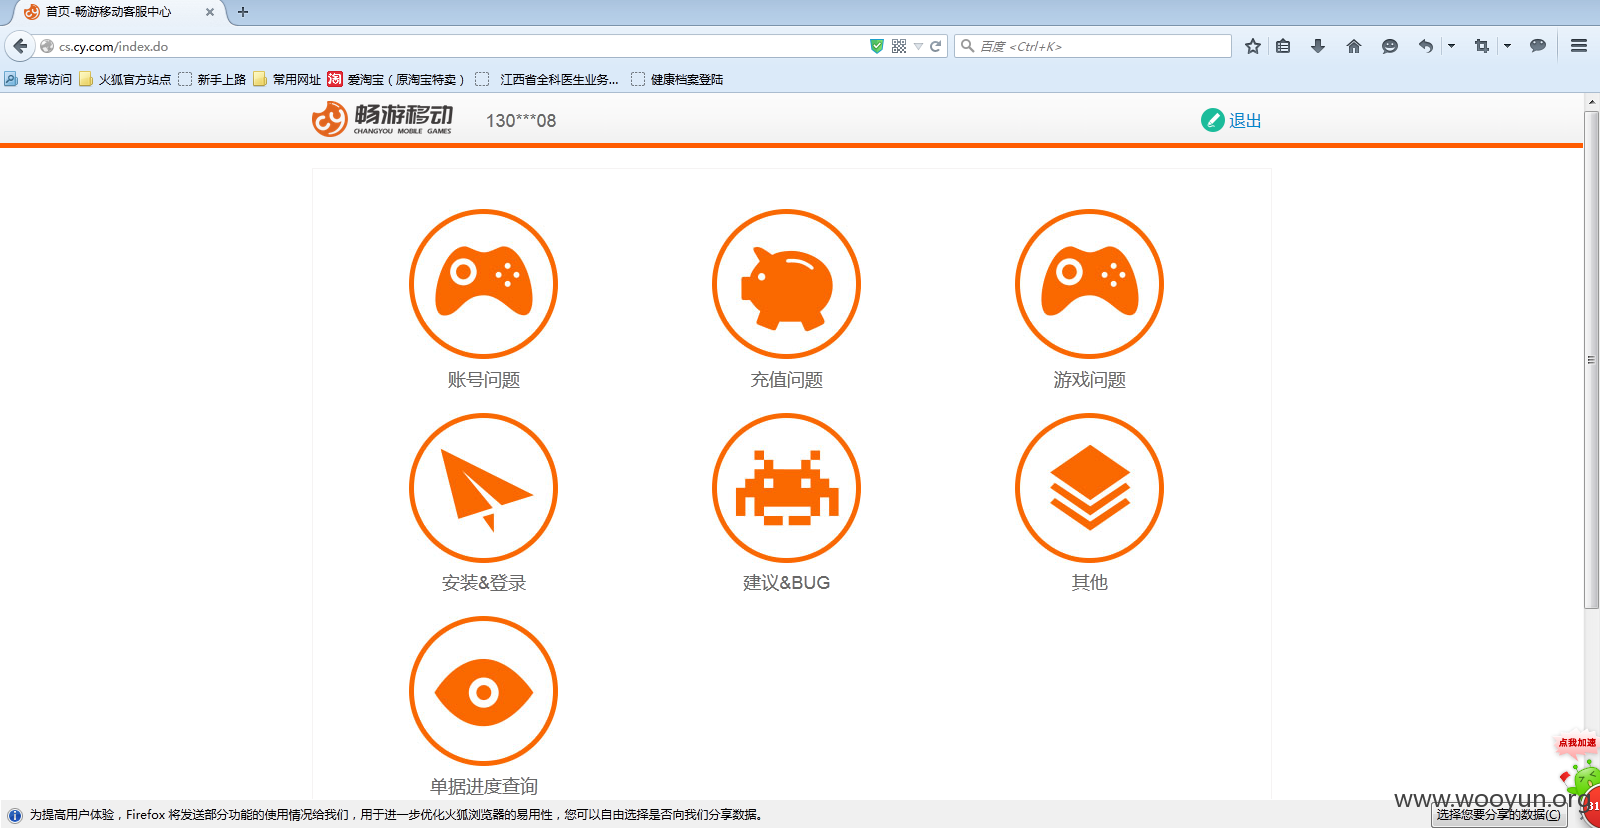 首页-畅游移动客服中心
cs.cy.com/index.do
百度 <Ctrl+K>
最常访问 火狐官方站点 新手上路 常用网址 淘 爱淘宝（原淘宝特卖） 江西省全科医生业务... 健康档案登陆
畅游移动 130***08 退出
CHANGYOU MOBILE GAMES
账号问题 充值问题 游戏问题
安装&登录 建议&BUG 其他
单据进度查询
点我加速
www.wooyun.org
31
为提高用户体验，Firefox 将发送部分功能的使用情况给我们，用于进一步优化火狐浏览器的易用性，您可以自由选择是否向我们分享数据。 选择您要分享的数据(C)